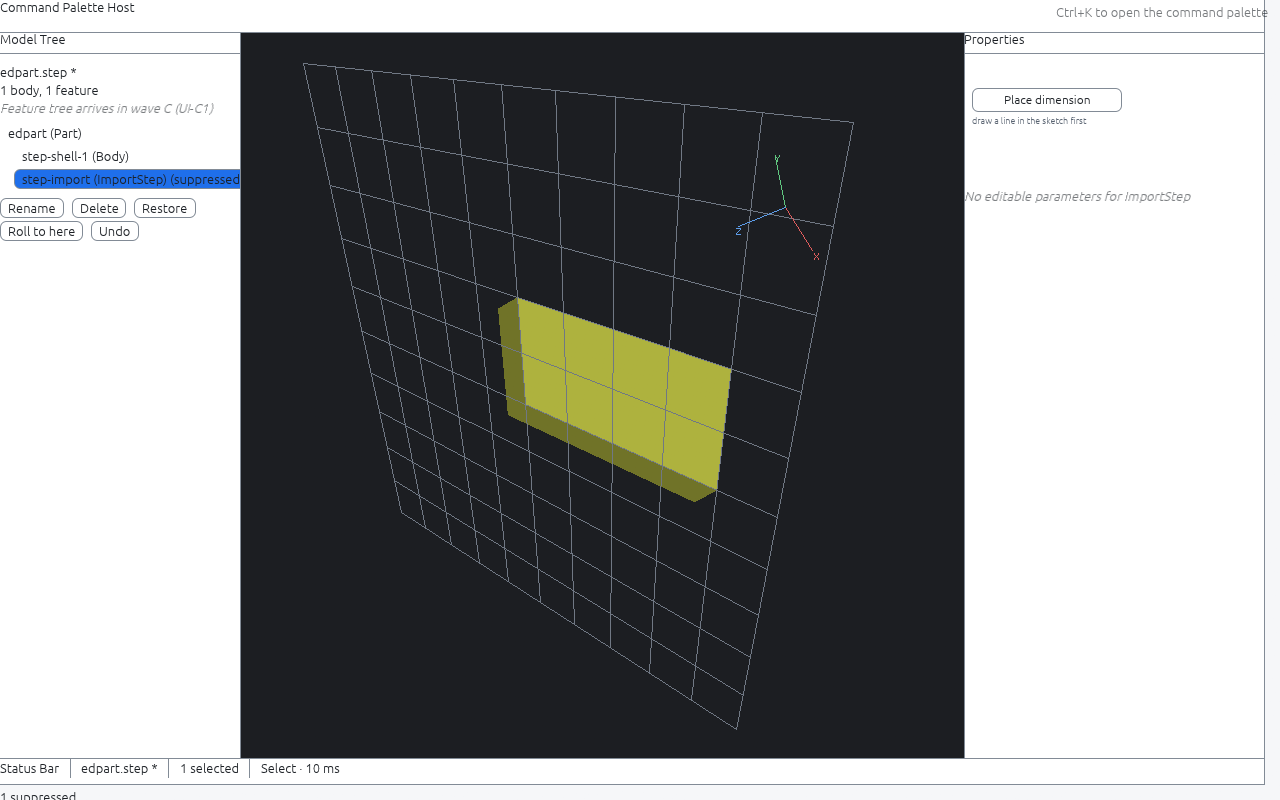 Command Palette Host
Ctrl+K to open the command palette
Model Tree
Properties
edpart.step *
1 body, 1 feature
Feature tree arrives in wave C (UI-C1)
edpart (Part)
step-shell-1 (Body)
step-import (ImportStep) (suppressed
Rename Delete Restore
Roll to here Undo
Place dimension
draw a line in the sketch first
No editable parameters for ImportStep
Y
Z
X
Status Bar edpart.step * 1 selected Select · 10 ms
1 suppressed